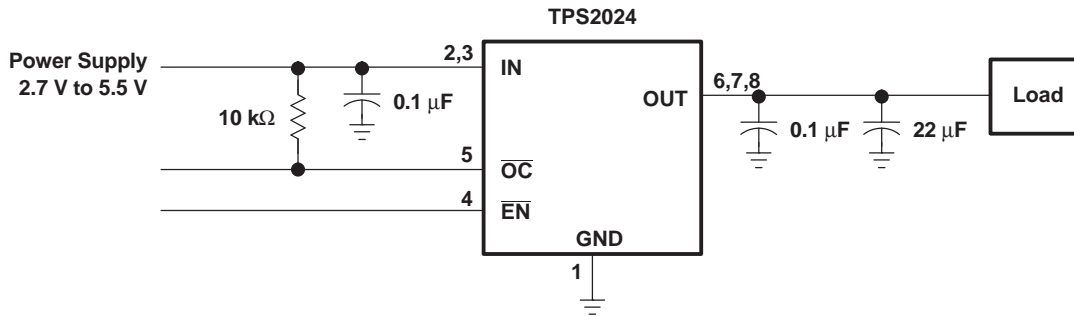 TPS2024
Power Supply
2.7 V to 5.5 V
2,3
IN
10 kΩ
0.1 μF
5
OC
4
EN
GND
1
OUT
6,7,8
0.1 μF
22 μF
Load